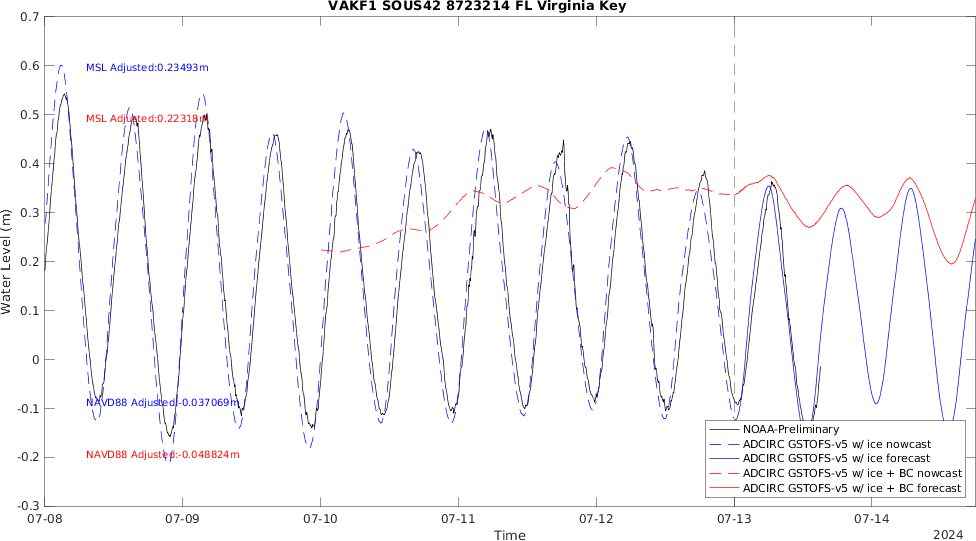 VAKF1 SOUS42 8723214 FL Virginia Key
0.7
0.6
0.5
0.4
0.3
0.2
0.1
0
-0.1
-0.2
-0.3
Water Level (m)
MSL Adjusted:0.23493m
MSL Adjusted:0.22318m
NAVD88 Adjusted:-0.037069m
NAVD88 Adjusted:-0.048824m
NOAA-Preliminary
ADCIRC GSTOFS-v5 w/ ice nowcast
ADCIRC GSTOFS-v5 w/ ice forecast
ADCIRC GSTOFS-v5 w/ ice + BC nowcast
ADCIRC GSTOFS-v5 w/ ice + BC forecast
07-08 07-09 07-10 07-11 07-12 07-13 07-14
Time
2024